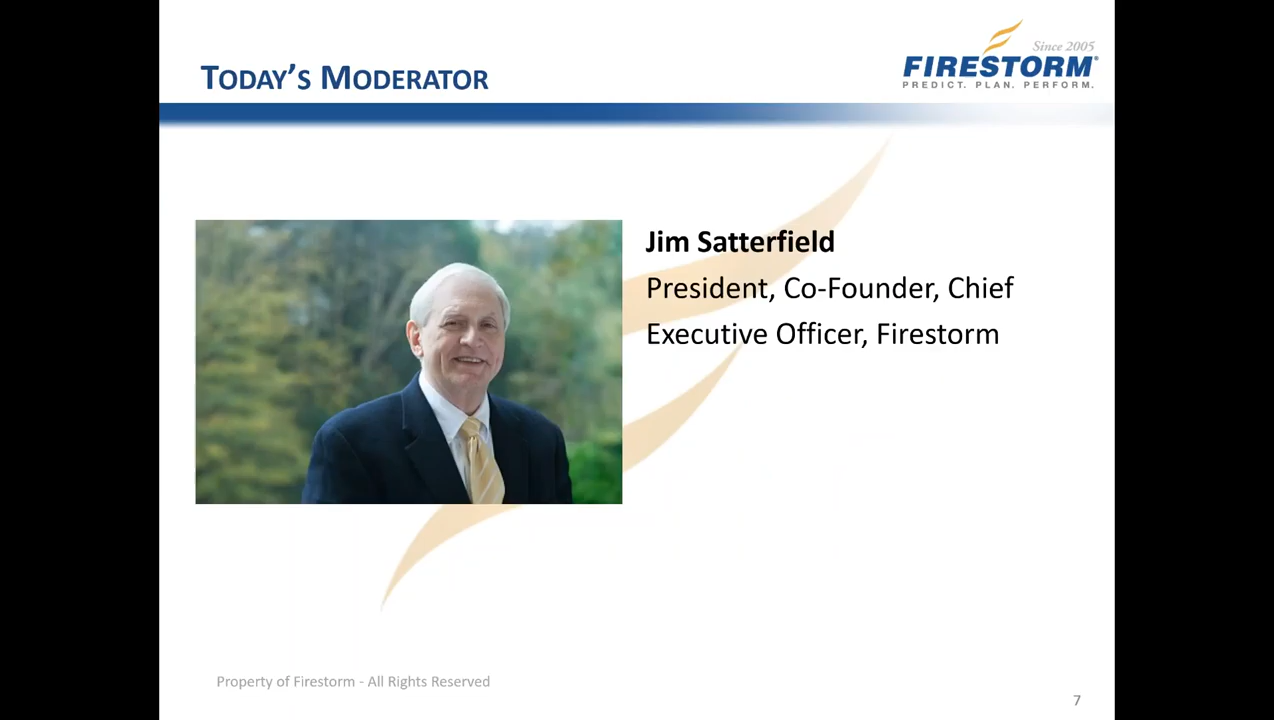 TODAY'S MODERATOR
Since 2005
FIRESTORM®
PREDICT. PLAN. PERFORM.
Jim Satterfield
President, Co-Founder, Chief
Executive Officer, Firestorm
Property of Firestorm - All Rights Reserved
7